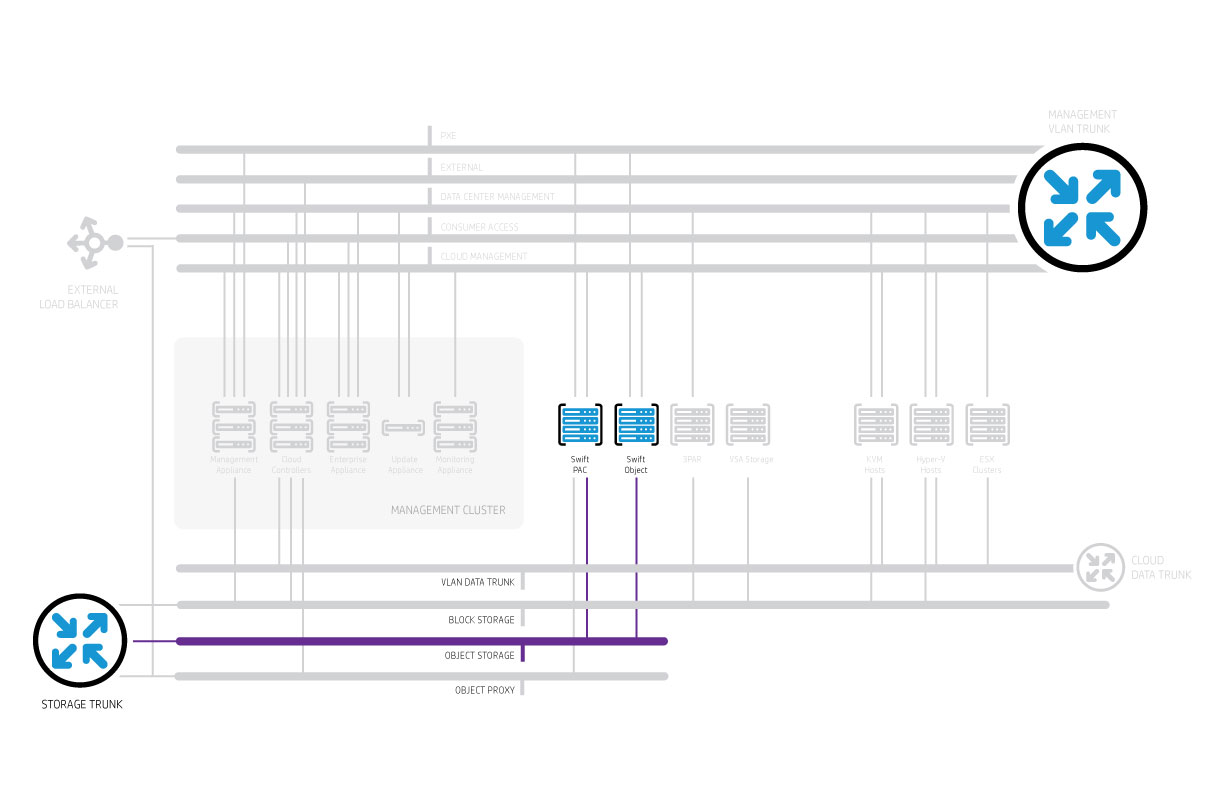 MANAGEMENT
VLAN TRUNK
PXE
EXTERNAL
DATA CENTER MANAGEMENT
CONSUMER ACCESS
CLOUD MANAGEMENT
EXTERNAL
LOAD BALANCER
Management
Appliance
Cloud
Controllers
Enterprise
Appliance
Update
Appliance
Monitoring
Appliance
Swift
PAC
Swift
Object
3PAR
VSA Storage
KVM
Hosts
Hyper-V
Hosts
ESX
Clusters
MANAGEMENT CLUSTER
CLOUD
DATA TRUNK
VLAN DATA TRUNK
BLOCK STORAGE
OBJECT STORAGE
OBJECT PROXY
STORAGE TRUNK